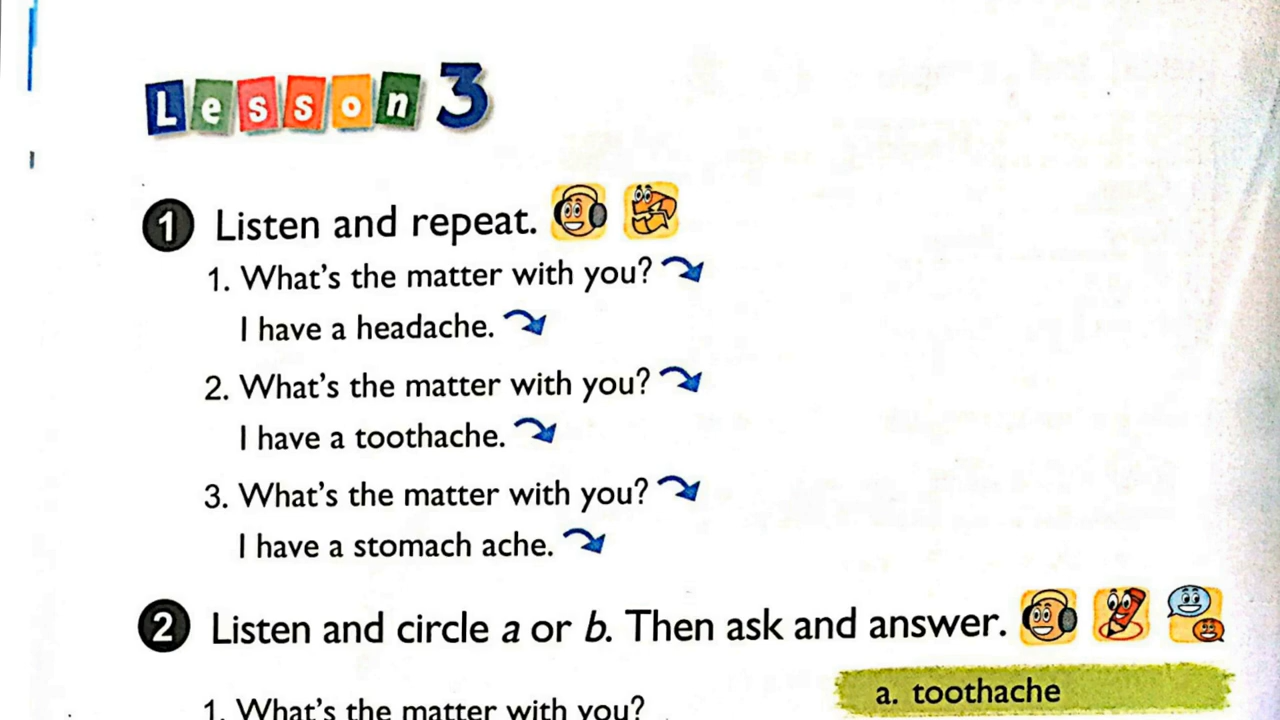 Lesson 3
1 Listen and repeat.
1. What's the matter with you?
I have a headache.
2. What's the matter with you?
I have a toothache.
3. What's the matter with you?
I have a stomach ache.
2 Listen and circle a or b. Then ask and answer.
a. toothache
1. What's the matter with you?